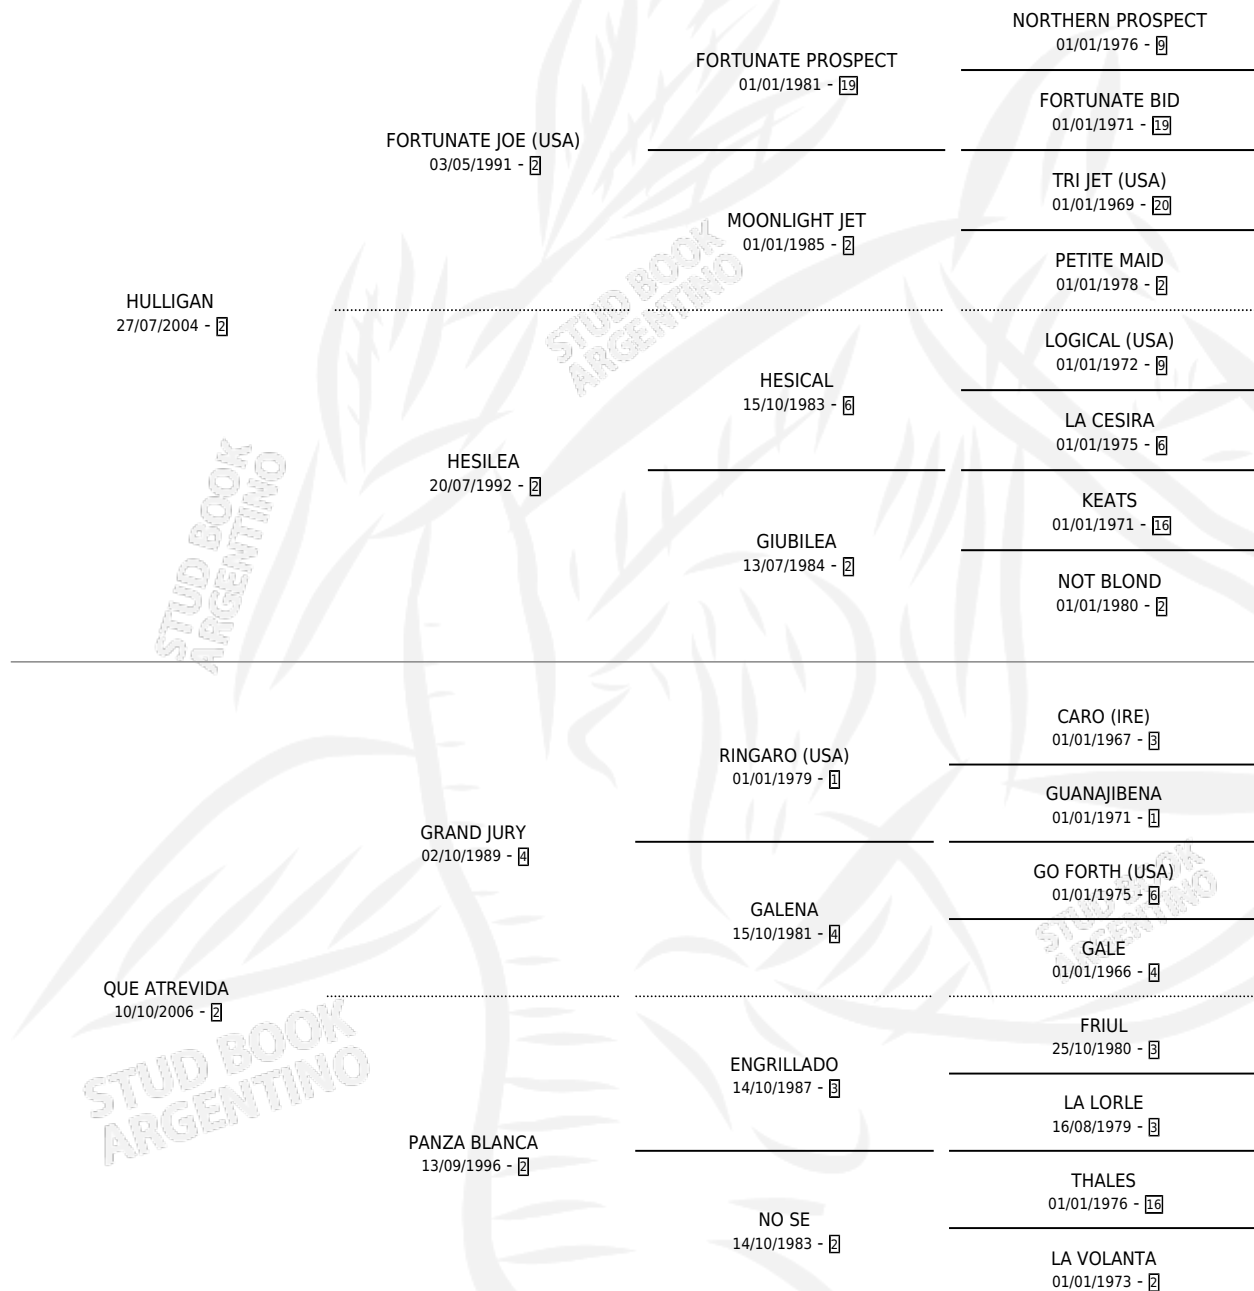 NORTHERN PROSPECT
01/01/1976 - 9
FORTUNATE PROSPECT
01/01/1981 - 19
FORTUNATE BID
01/01/1971 - 19
FORTUNATE JOE (USA)
03/05/1991 - 2
TRI JET (USA)
01/01/1969 - 20
MOONLIGHT JET
01/01/1985 - 2
PETITE MAID
01/01/1978 - 2
HULLIGAN
27/07/2004 - 2
LOGICAL (USA)
01/01/1972 - 9
HESICAL
15/10/1983 - 6
LA CESIRA
01/01/1975 - 6
HESILEA
20/07/1992 - 2
KEATS
01/01/1971 - 16
GIUBILEA
13/07/1984 - 2
NOT BLOND
01/01/1980 - 2
CARO (IRE)
01/01/1967 - 3
RINGARO (USA)
01/01/1979 - 1
GUANAJIBENA
01/01/1971 - 1
GRAND JURY
02/10/1989 - 4
GO FORTH (USA)
01/01/1975 - 6
GALENA
15/10/1981 - 4
GALE
01/01/1966 - 4
QUE ATREVIDA
10/10/2006 - 2
FRIUL
25/10/1980 - 3
ENGRILLADO
14/10/1987 - 3
LA LORLE
16/08/1979 - 3
PANZA BLANCA
13/09/1996 - 2
THALES
01/01/1976 - 16
NO SE
14/10/1983 - 2
LA VOLANTA
01/01/1973 - 2
STUD BOOK
ARGENTINO
STUD BOOK
ARGENTINO
STUD BOOK
ARGENTINO
STUD BOOK
ARGENTINO